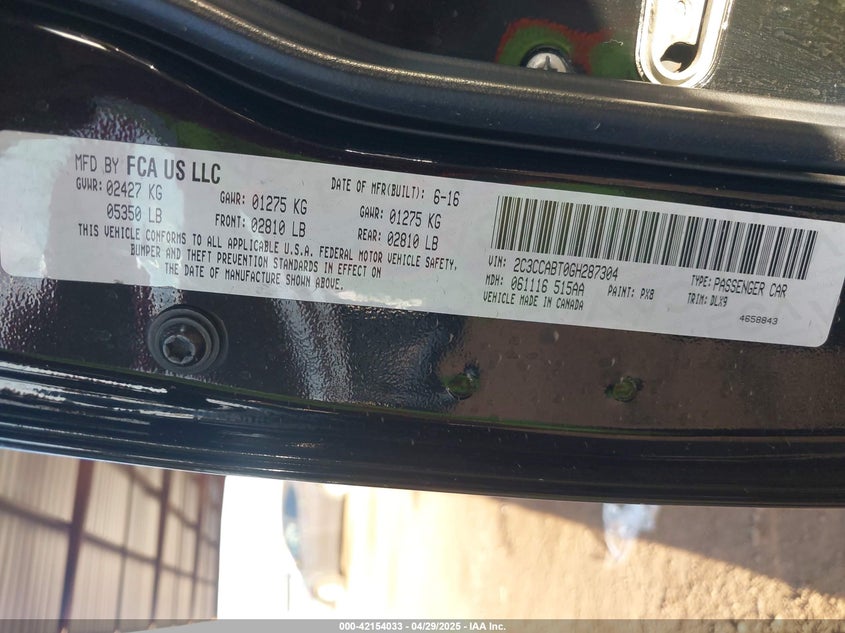 MFD BY FCA US LLC
DATE OF MFR(BUILT): 6-16
GVWR: 02427 KG
GAWR: 01275 KG
GAWR: 01275 KG
05350 LB
FRONT: 02810 LB
REAR: 02810 LB
THIS VEHICLE CONFORMS TO ALL APPLICABLE U.S.A. FEDERAL MOTOR VEHICLE SAFETY,
BUMPER AND THEFT PREVENTION STANDARDS IN EFFECT ON
THE DATE OF MANUFACTURE SHOWN ABOVE.
VIN: 2C3CCABT0GH287304
TYPE: PASSENGER CAR
MDH: 061116 515AA
PAINT: PX8
TRIM: DLX9
VEHICLE MADE IN CANADA
4658843
000-42154033 | 04/29/2025 - IAA Inc.